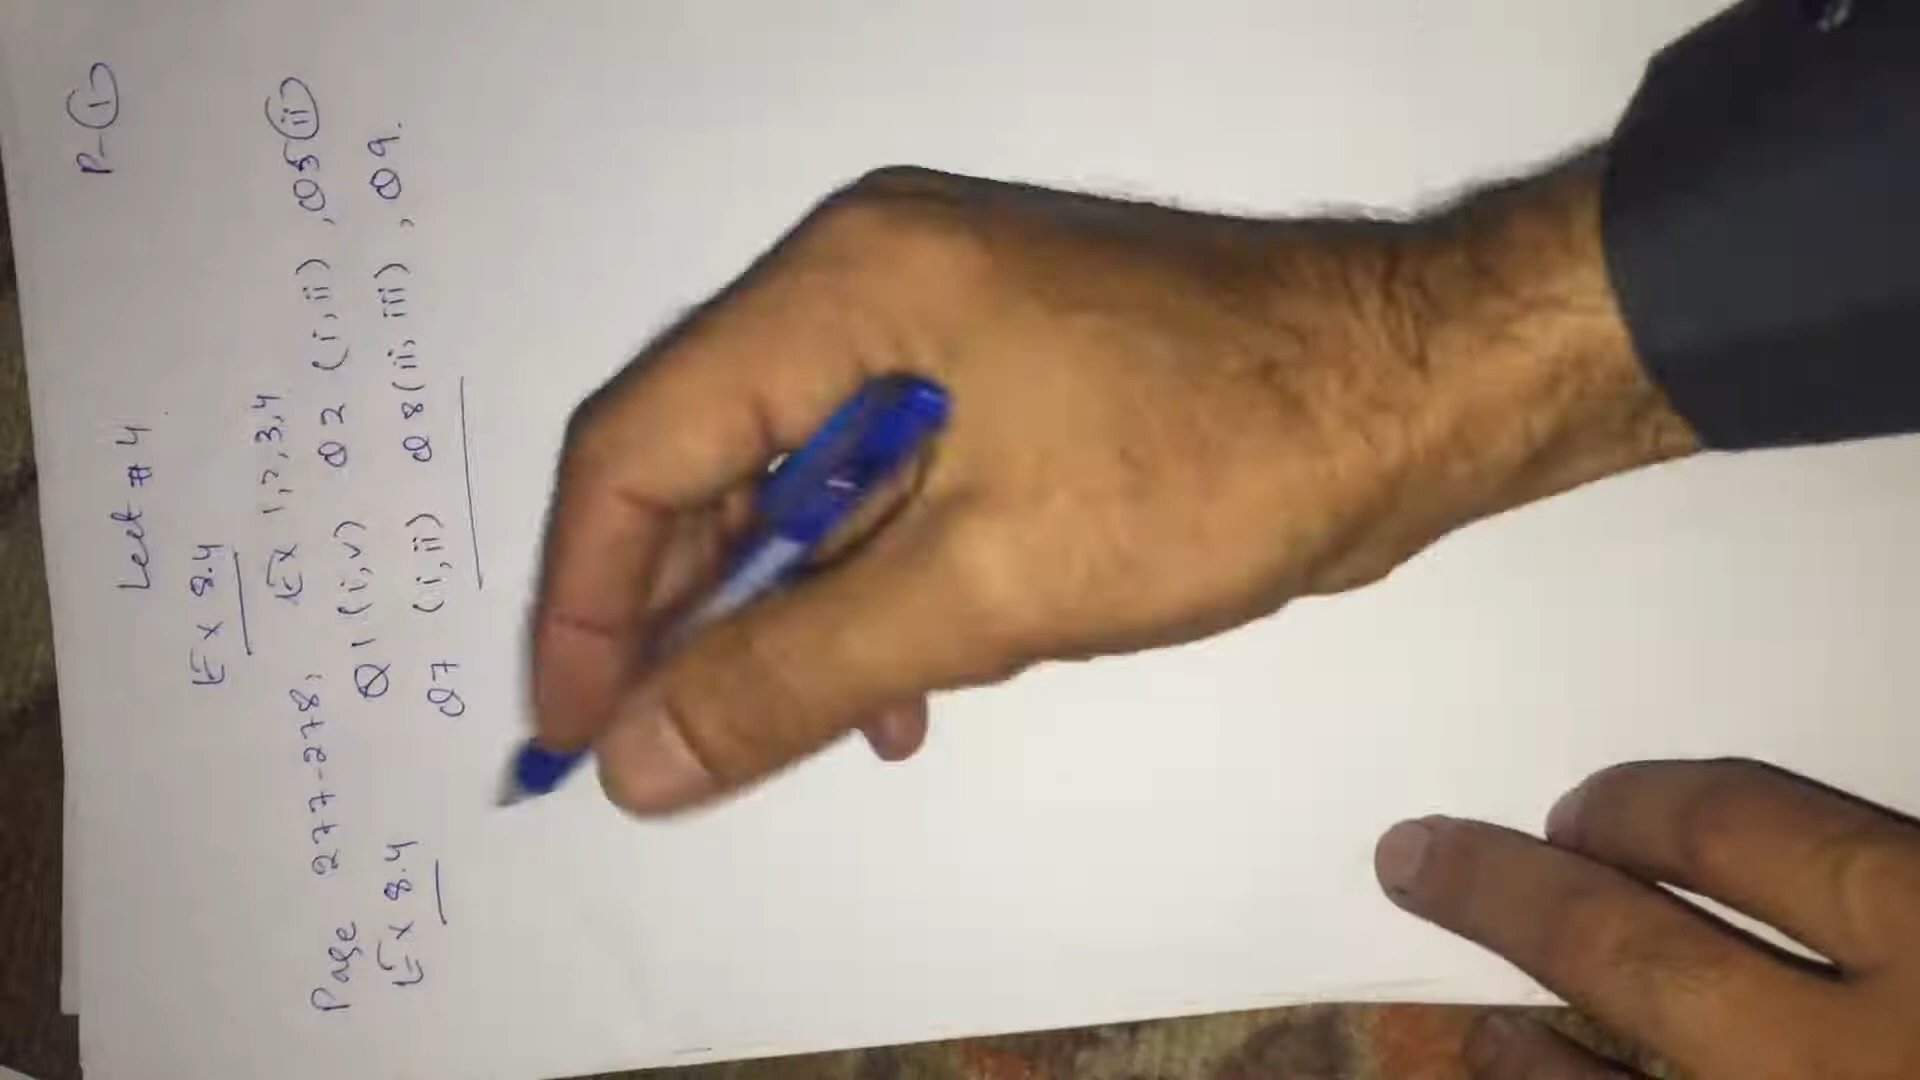 P-①
Lect # 4
Ex 8.4
Page 277-278, Ex 1,2,3,4
Ex 8.4 Q1 (i,v) Q2 (i,ii), Q5 (ii)
Q7 (i,ii) Q8 (ii, iii), Q9.